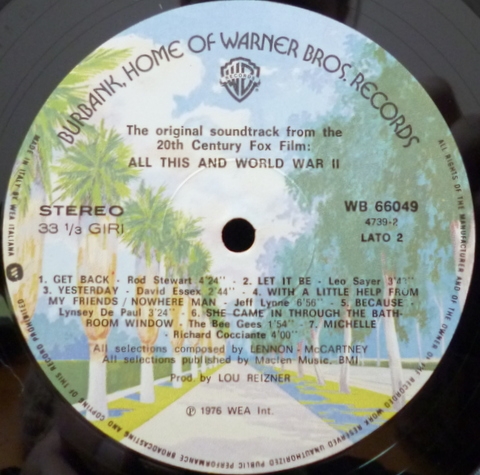 BURBANK, HOME OF WARNER BROS. RECORDS
The original soundtrack from the
20th Century Fox Film:
ALL THIS AND WORLD WAR II
STEREO
33 1/3 GIRI
WB 66049
4739-2
LATO 2
1. GET BACK - Rod Stewart 4'24'' - 2. LET IT BE - Leo Sayer
3. YESTERDAY - David Essex 2'44'' - 4. WITH A LITTLE HELP FROM
MY FRIENDS / NOWHERE MAN - Jeff Lynne 6'56'' - 5. BECAUSE -
Lynsey De Paul 3'24'' - 6. SHE CAME IN THROUGH THE BATH-
ROOM WINDOW - The Bee Gees 1'54'' - 7. MICHELLE -
Richard Cocciante 4'00''
All selections composed by LENNON - McCARTNEY
All selections published by Maclen Music, BMI.
Prod. by LOU REIZNER
℗ 1976 WEA Int.
MADE IN ITALY BY WEA ITALIANA
ALL RIGHTS OF THE MANUFACTURER AND OF THE OWNER OF THE RECORDED WORK RESERVED UNAUTHORIZED PUBLIC PERFORMANCE BROADCASTING AND COPYING OF THIS RECORD PROHIBITED